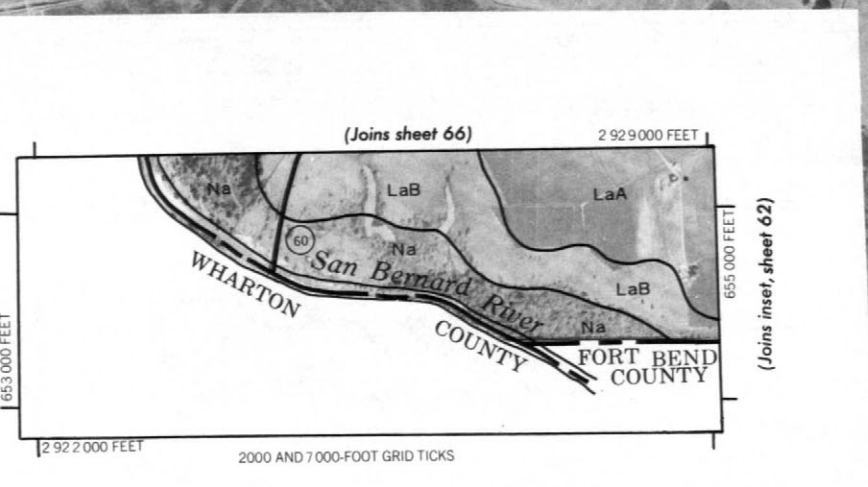 (Joins sheet 66)
2 929 000 FEET
Na
LaB
LaA
60
Na
San Bernard River
LaB
Na
WHARTON
COUNTY
FORT BEND
COUNTY
655 000 FEET
(Joins inset, sheet 62)
653 000 FEET
2 922 000 FEET
2000 AND 7000-FOOT GRID TICKS